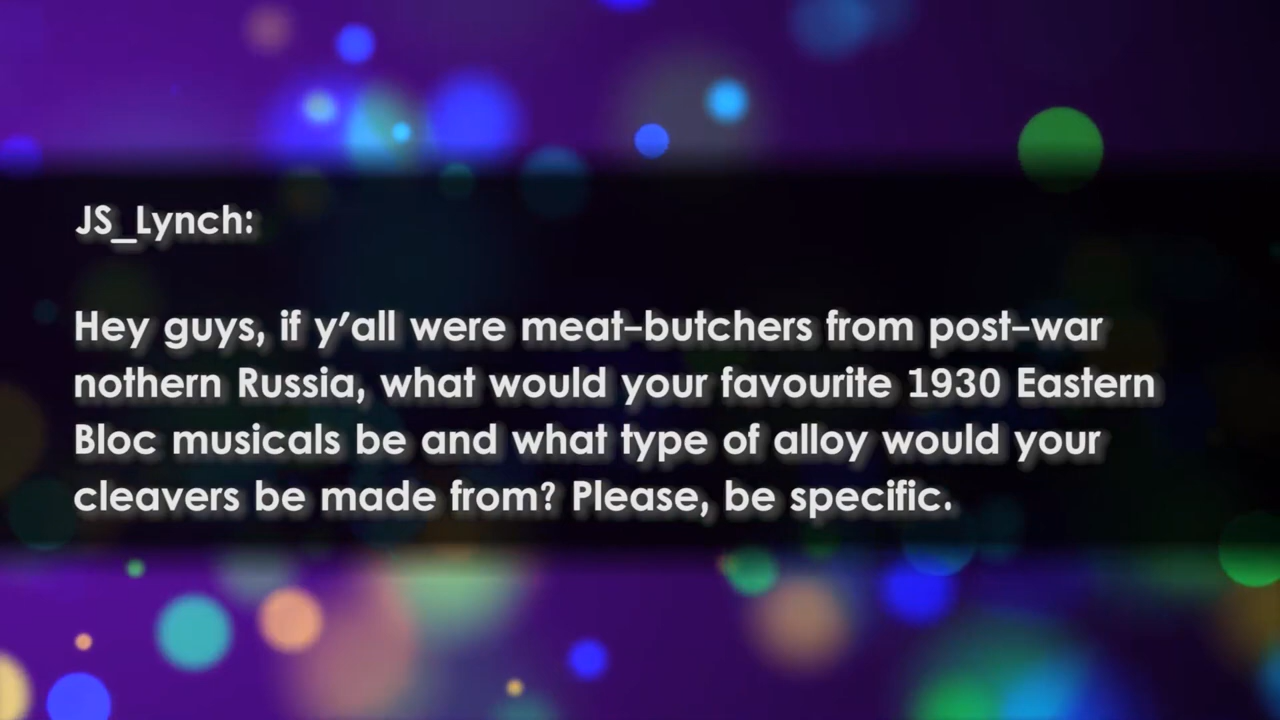 JS_Lynch:
Hey guys, if y'all were meat-butchers from post-war
nothern Russia, what would your favourite 1930 Eastern
Bloc musicals be and what type of alloy would your
cleavers be made from? Please, be specific.